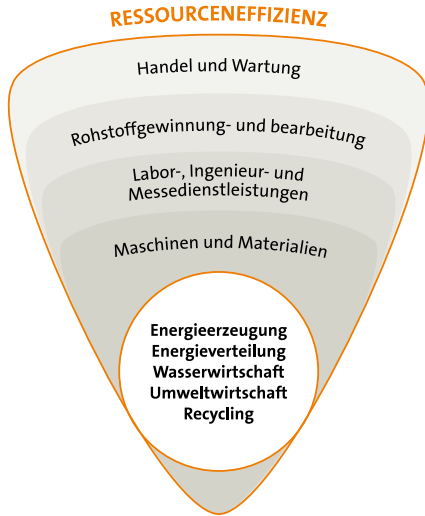 RESSOURCENEFFIZIENZ
Handel und Wartung
Rohstoffgewinnung- und bearbeitung
Labor-, Ingenieur- und
Messedienstleistungen
Maschinen und Materialien
Energieerzeugung
Energieverteilung
Wasserwirtschaft
Umweltwirtschaft
Recycling